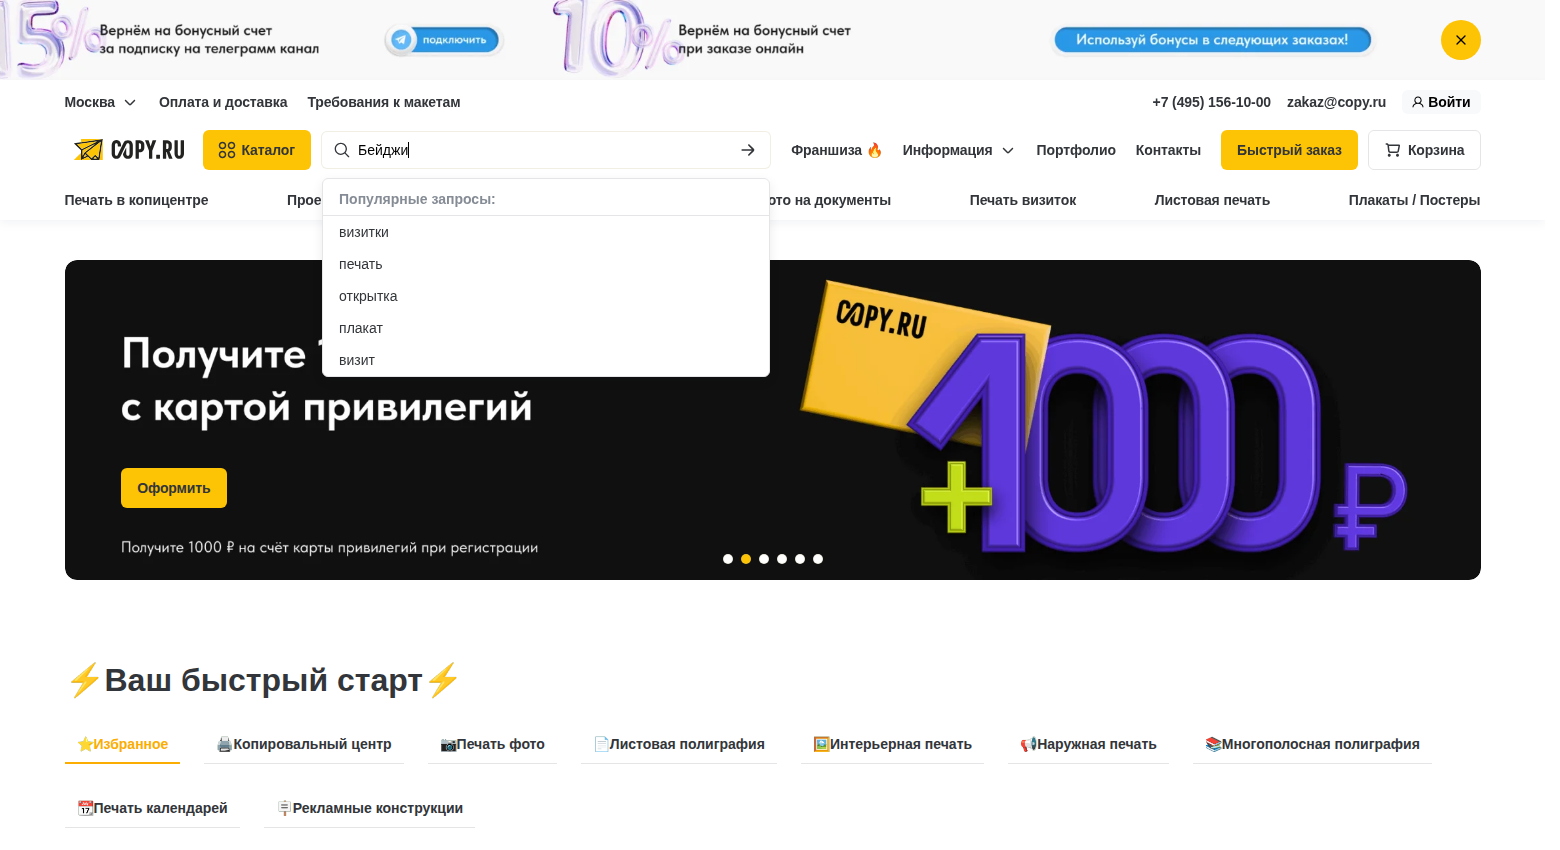 15%
Вернём на бонусный счет
за подписку на телеграмм канал
подключить
10%
Вернём на бонусный счет
при заказе онлайн
Используй бонусы в следующих заказах!
Москва Оплата и доставка Требования к макетам +7 (495) 156-10-00 zakaz@copy.ru Войти
COPY.RU Каталог Бейджи Франшиза 🔥 Информация Портфолио Контакты Быстрый заказ Корзина
Печать в копицентре Прое ото на документы Печать визиток Листовая печать Плакаты / Постеры
Популярные запросы:
визитки
печать
открытка
плакат
визит
COPY.RU
Получите
с картой привилегий
+1000 ₽
Оформить
Получите 1000 ₽ на счёт карты привилегий при регистрации
⚡Ваш быстрый старт⚡
⭐Избранное 🖨️Копировальный центр 📷Печать фото 📄Листовая полиграфия 🖼️Интерьерная печать 📢Наружная печать 📚Многополосная полиграфия
📆Печать календарей 🪧Рекламные конструкции